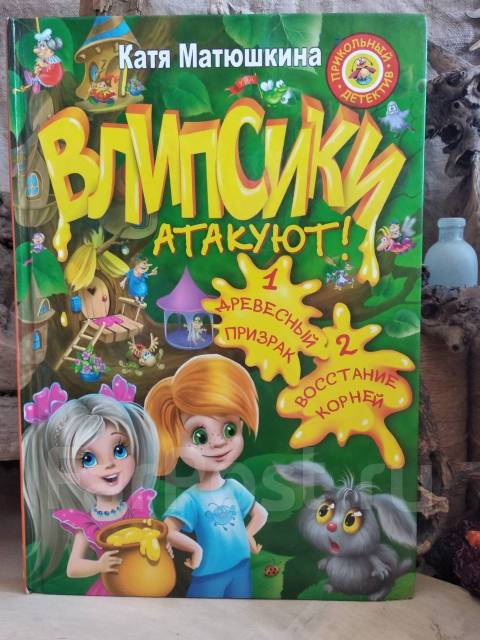 Катя Матюшкина
ПРИКОЛЬНЫЙ
ДЕТЕКТИВ
ВЛИПСИКИ
АТАКУЮТ!
1
ДРЕВЕСНЫЙ
ПРИЗРАК
2
ВОССТАНИЕ
КОРНЕЙ